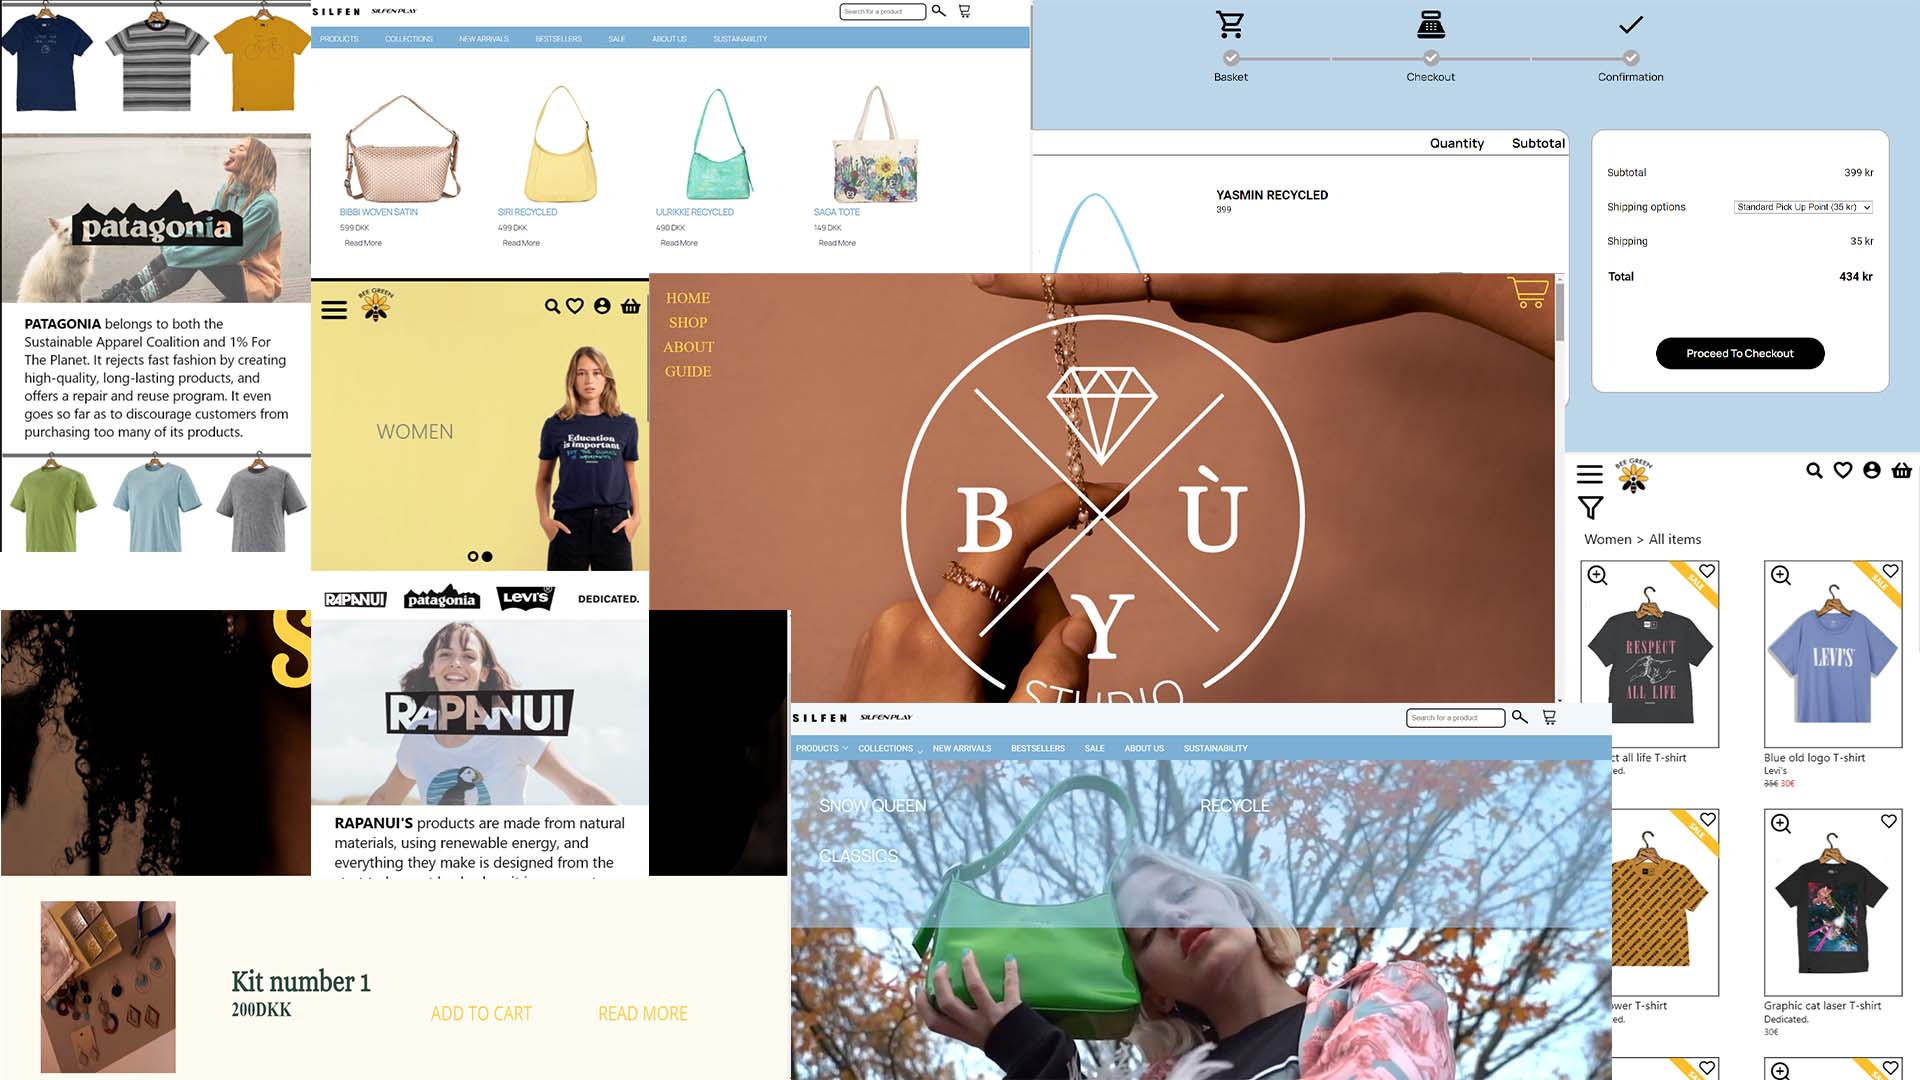 patagonia
PATAGONIA belongs to both the
Sustainable Apparel Coalition and 1% For
The Planet. It rejects fast fashion by creating
high-quality, long-lasting products, and
offers a repair and reuse program. It even
goes so far as to discourage customers from
purchasing too many of its products.
SILFEN SILFEN PLAY
Search for a product
PRODUCTS COLLECTIONS NEW ARRIVALS BESTSELLERS SALE ABOUT US SUSTAINABILITY
BIBBI WOVEN SATIN SIRI RECYCLED ULRIKKE RECYCLED SAGA TOTE
599 DKK 499 DKK 490 DKK 149 DKK
Read More Read More Read More Read More
Basket Checkout Confirmation
Quantity Subtotal
YASMIN RECYCLED
399
Subtotal 399 kr
Shipping options Standard Pick Up Point (35 kr)
Shipping 35 kr
Total 434 kr
Proceed To Checkout
BEE GREEN
WOMEN
Education
is important
RAPANUI patagonia LEVI'S DEDICATED.
RAPANUI
RAPANUI'S products are made from natural
materials, using renewable energy, and
everything they make is designed from the
HOME
SHOP
ABOUT
GUIDE
B Ù
Y
STUDIO
BEE GREEN
Women > All items
SALE SALE
RESPECT
ALL LIFE
LEVI'S
ct all life T-shirt Blue old logo T-shirt
ed. Levi's
35€ 30€
SALE
ower T-shirt Graphic cat laser T-shirt
ed. Dedicated.
30€
SALE SALE
S
Kit number 1
200DKK
ADD TO CART READ MORE
SILFEN SILFEN PLAY
Search for a product
PRODUCTS COLLECTIONS NEW ARRIVALS BESTSELLERS SALE ABOUT US SUSTAINABILITY
SNOW QUEEN RECYCLE
CLASSICS